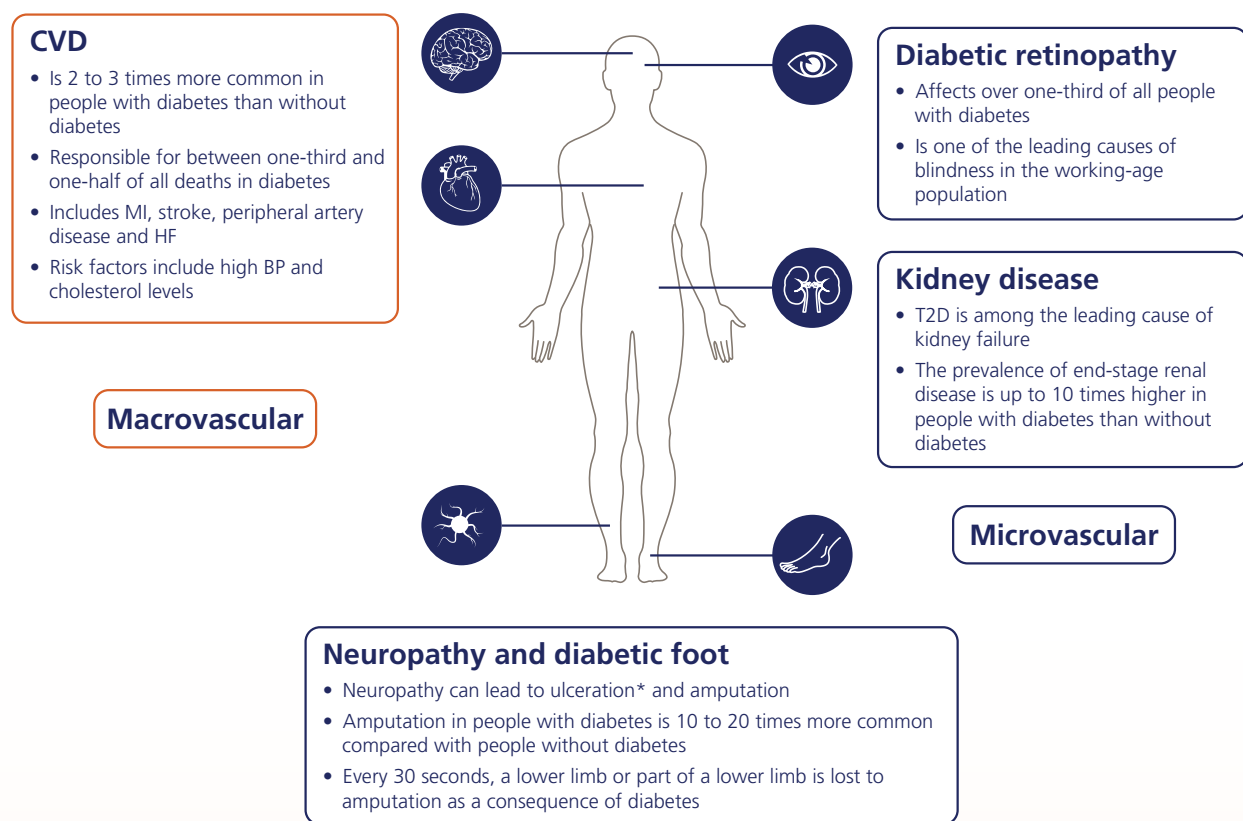 CVD
• Is 2 to 3 times more common in
people with diabetes than without
diabetes
• Responsible for between one-third and
one-half of all deaths in diabetes
• Includes MI, stroke, peripheral artery
disease and HF
• Risk factors include high BP and
cholesterol levels
Macrovascular
Diabetic retinopathy
• Affects over one-third of all people
with diabetes
• Is one of the leading causes of
blindness in the working-age
population
Kidney disease
• T2D is among the leading cause of
kidney failure
• The prevalence of end-stage renal
disease is up to 10 times higher in
people with diabetes than without
diabetes
Microvascular
Neuropathy and diabetic foot
• Neuropathy can lead to ulceration* and amputation
• Amputation in people with diabetes is 10 to 20 times more common
compared with people without diabetes
• Every 30 seconds, a lower limb or part of a lower limb is lost to
amputation as a consequence of diabetes